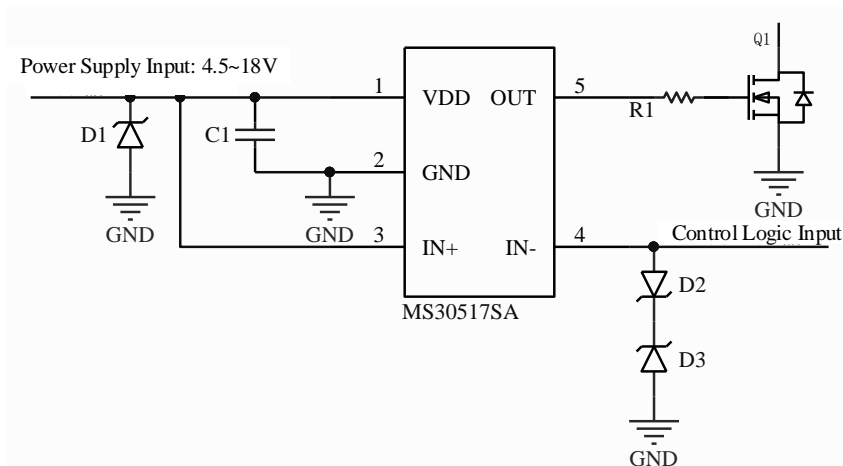 Q1
Power Supply Input: 4.5~18V
1
VDD
OUT
5
R1
D1
C1
2
GND
GND
GND
GND
3
IN+
IN-
4
Control Logic Input
MS30517SA
D2
D3
GND